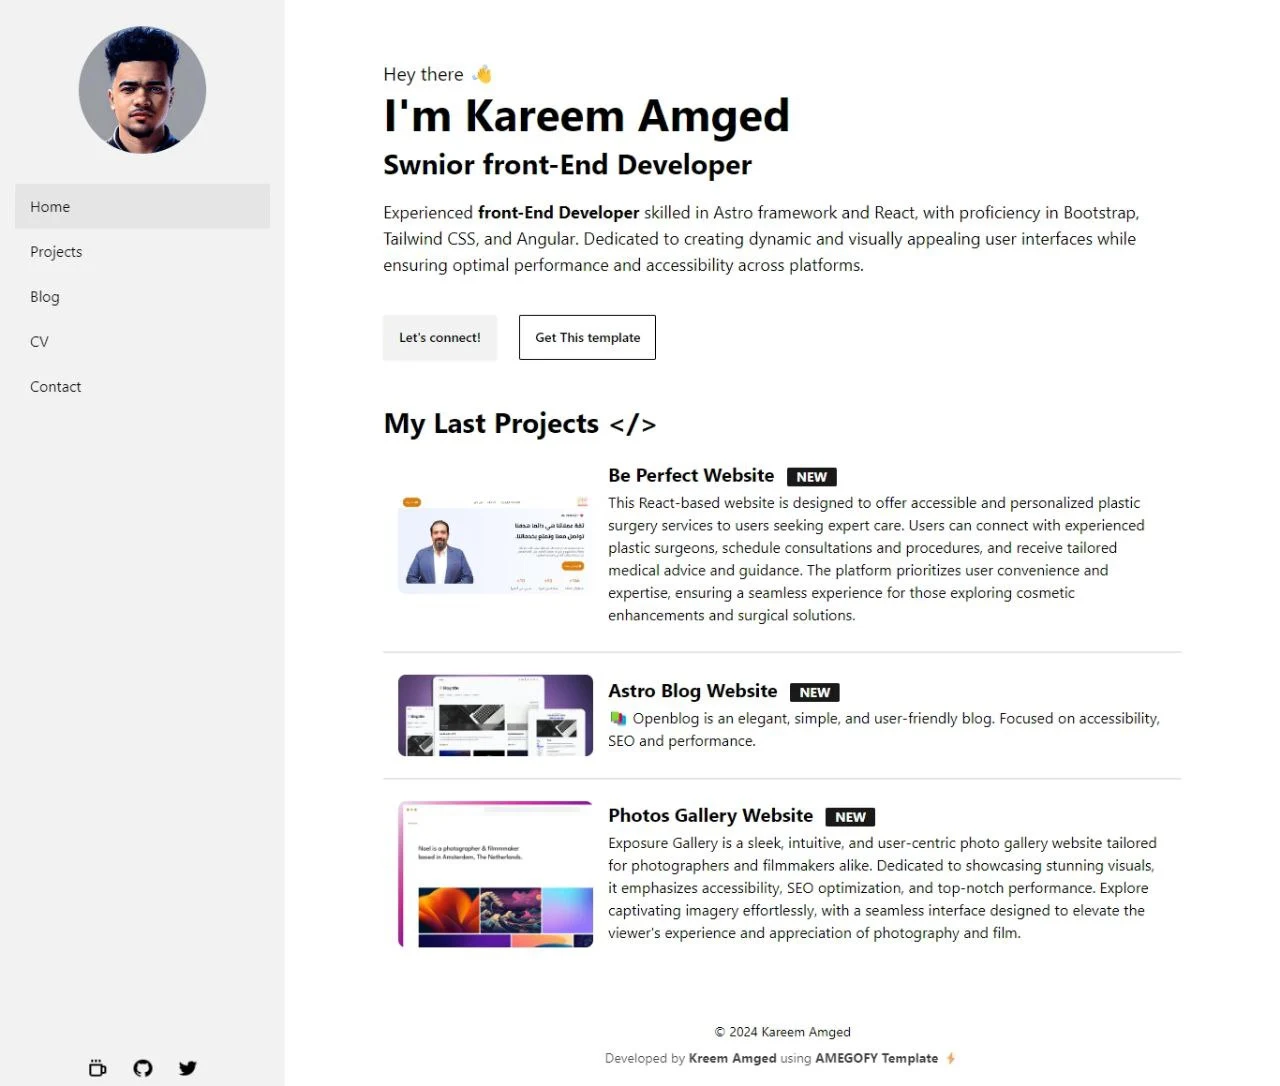 Home
Projects
Blog
CV
Contact
Hey there 👋
I'm Kareem Amged
Swnior front-End Developer
Experienced front-End Developer skilled in Astro framework and React, with proficiency in Bootstrap,
Tailwind CSS, and Angular. Dedicated to creating dynamic and visually appealing user interfaces while
ensuring optimal performance and accessibility across platforms.
Let's connect!
Get This template
My Last Projects </>
Be Perfect Website NEW
This React-based website is designed to offer accessible and personalized plastic
surgery services to users seeking expert care. Users can connect with experienced
plastic surgeons, schedule consultations and procedures, and receive tailored
medical advice and guidance. The platform prioritizes user convenience and
expertise, ensuring a seamless experience for those exploring cosmetic
enhancements and surgical solutions.
ثقة عملائنا هي دائما هدفنا
تواصل معنا وتمتع بخدماتنا.
Astro Blog Website NEW
📚 Openblog is an elegant, simple, and user-friendly blog. Focused on accessibility,
SEO and performance.
Photos Gallery Website NEW
Exposure Gallery is a sleek, intuitive, and user-centric photo gallery website tailored
for photographers and filmmakers alike. Dedicated to showcasing stunning visuals,
it emphasizes accessibility, SEO optimization, and top-notch performance. Explore
captivating imagery effortlessly, with a seamless interface designed to elevate the
viewer's experience and appreciation of photography and film.
Noel is a photographer & filmmaker
based in Amsterdam, The Netherlands.
© 2024 Kareem Amged
Developed by Kreem Amged using AMEGOFY Template ⚡